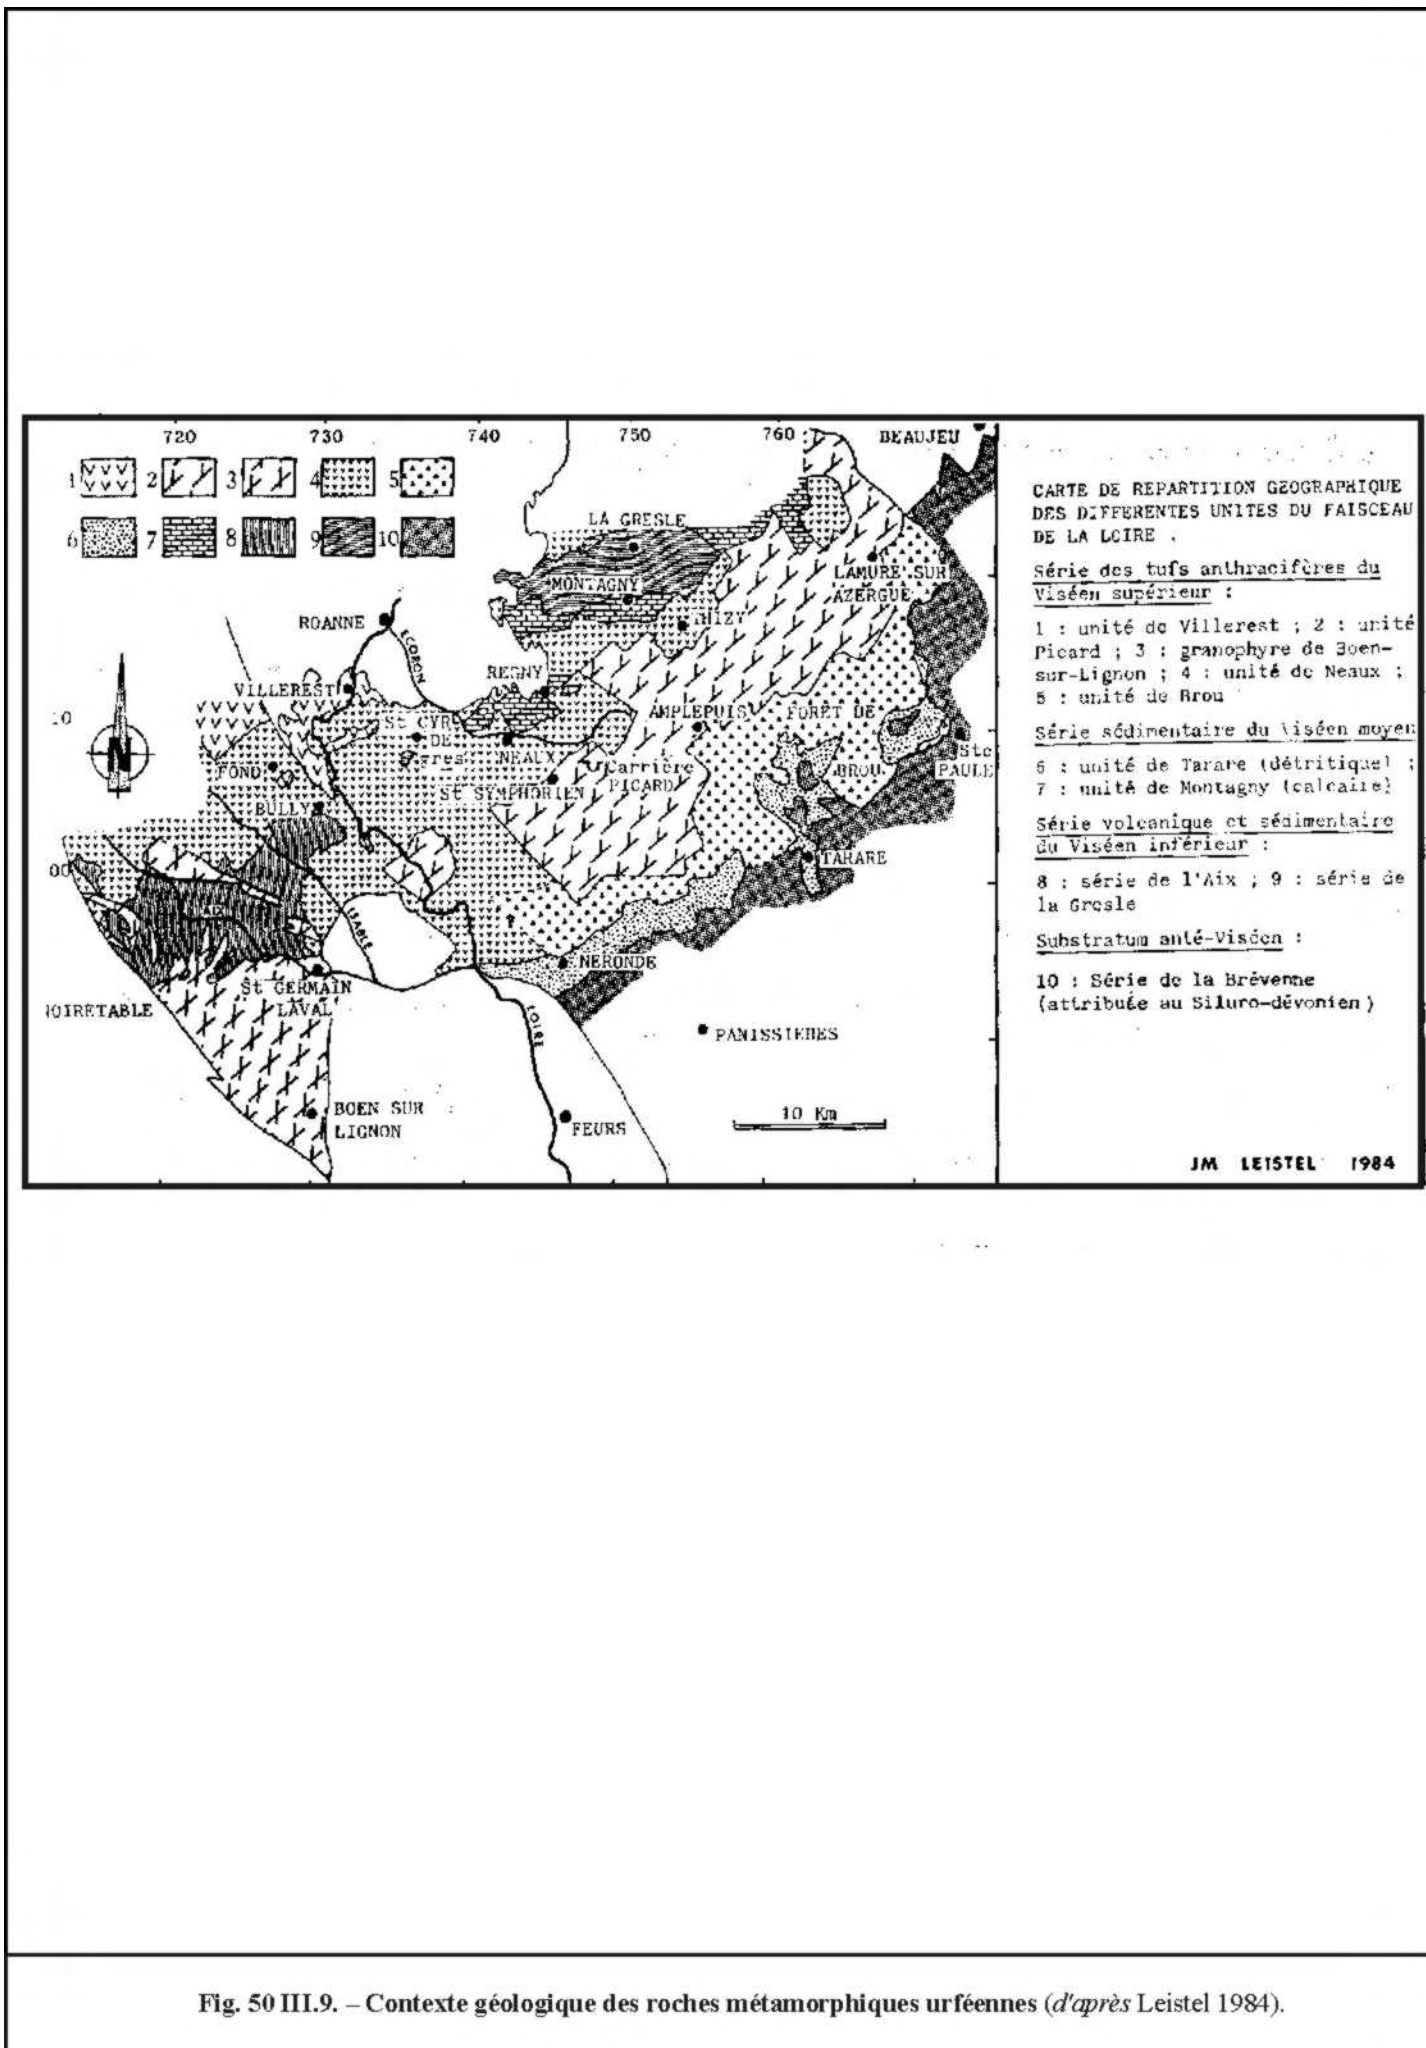 720 730 740 750 760 BEAUJEU
1 2 3 4 5
6 7 8 9 10
LA GRESLE
MONTAGNY
LAMURE SUR
AZERGUE
ROANNE
ECORON
THIZY
REGNY
VILLEREST
10
St CYR
DE
AMPLEPUIS
FORÊT DE
N
FOND
grès
NEAUX
Carrière
PICARD
BROU
Ste
PAULE
St SYMPHORIEN
BULLY
TARARE
00
AIX
ISABLE
?
NERONDE
St GERMAIN
LAVAL
NOIRETABLE
LOIRE
PANISSIERES
BOEN SUR
LIGNON
FEURS
10 Km
CARTE DE REPARTITION GEOGRAPHIQUE
DES DIFFERENTES UNITES DU FAISCEAU
DE LA LOIRE .
Série des tufs anthracifères du
Viséen supérieur :
1 : unité de Villerest ; 2 : unité
Picard ; 3 : granophyre de Boen-
sur-Lignon ; 4 : unité de Neaux ;
5 : unité de Brou
Série sédimentaire du Viséen moyen
6 : unité de Tarare (détritique) ;
7 : unité de Montagny (calcaire)
Série volcanique et sédimentaire
du Viséen inférieur :
8 : série de l'Aix ; 9 : série de
la Gresle
Substratum anté-Viséen :
10 : Série de la Brévenne
(attribuée au Siluro-dévonien)
JM LEISTEL 1984
Fig. 50 III.9. – Contexte géologique des roches métamorphiques urféennes (d'après Leistel 1984).